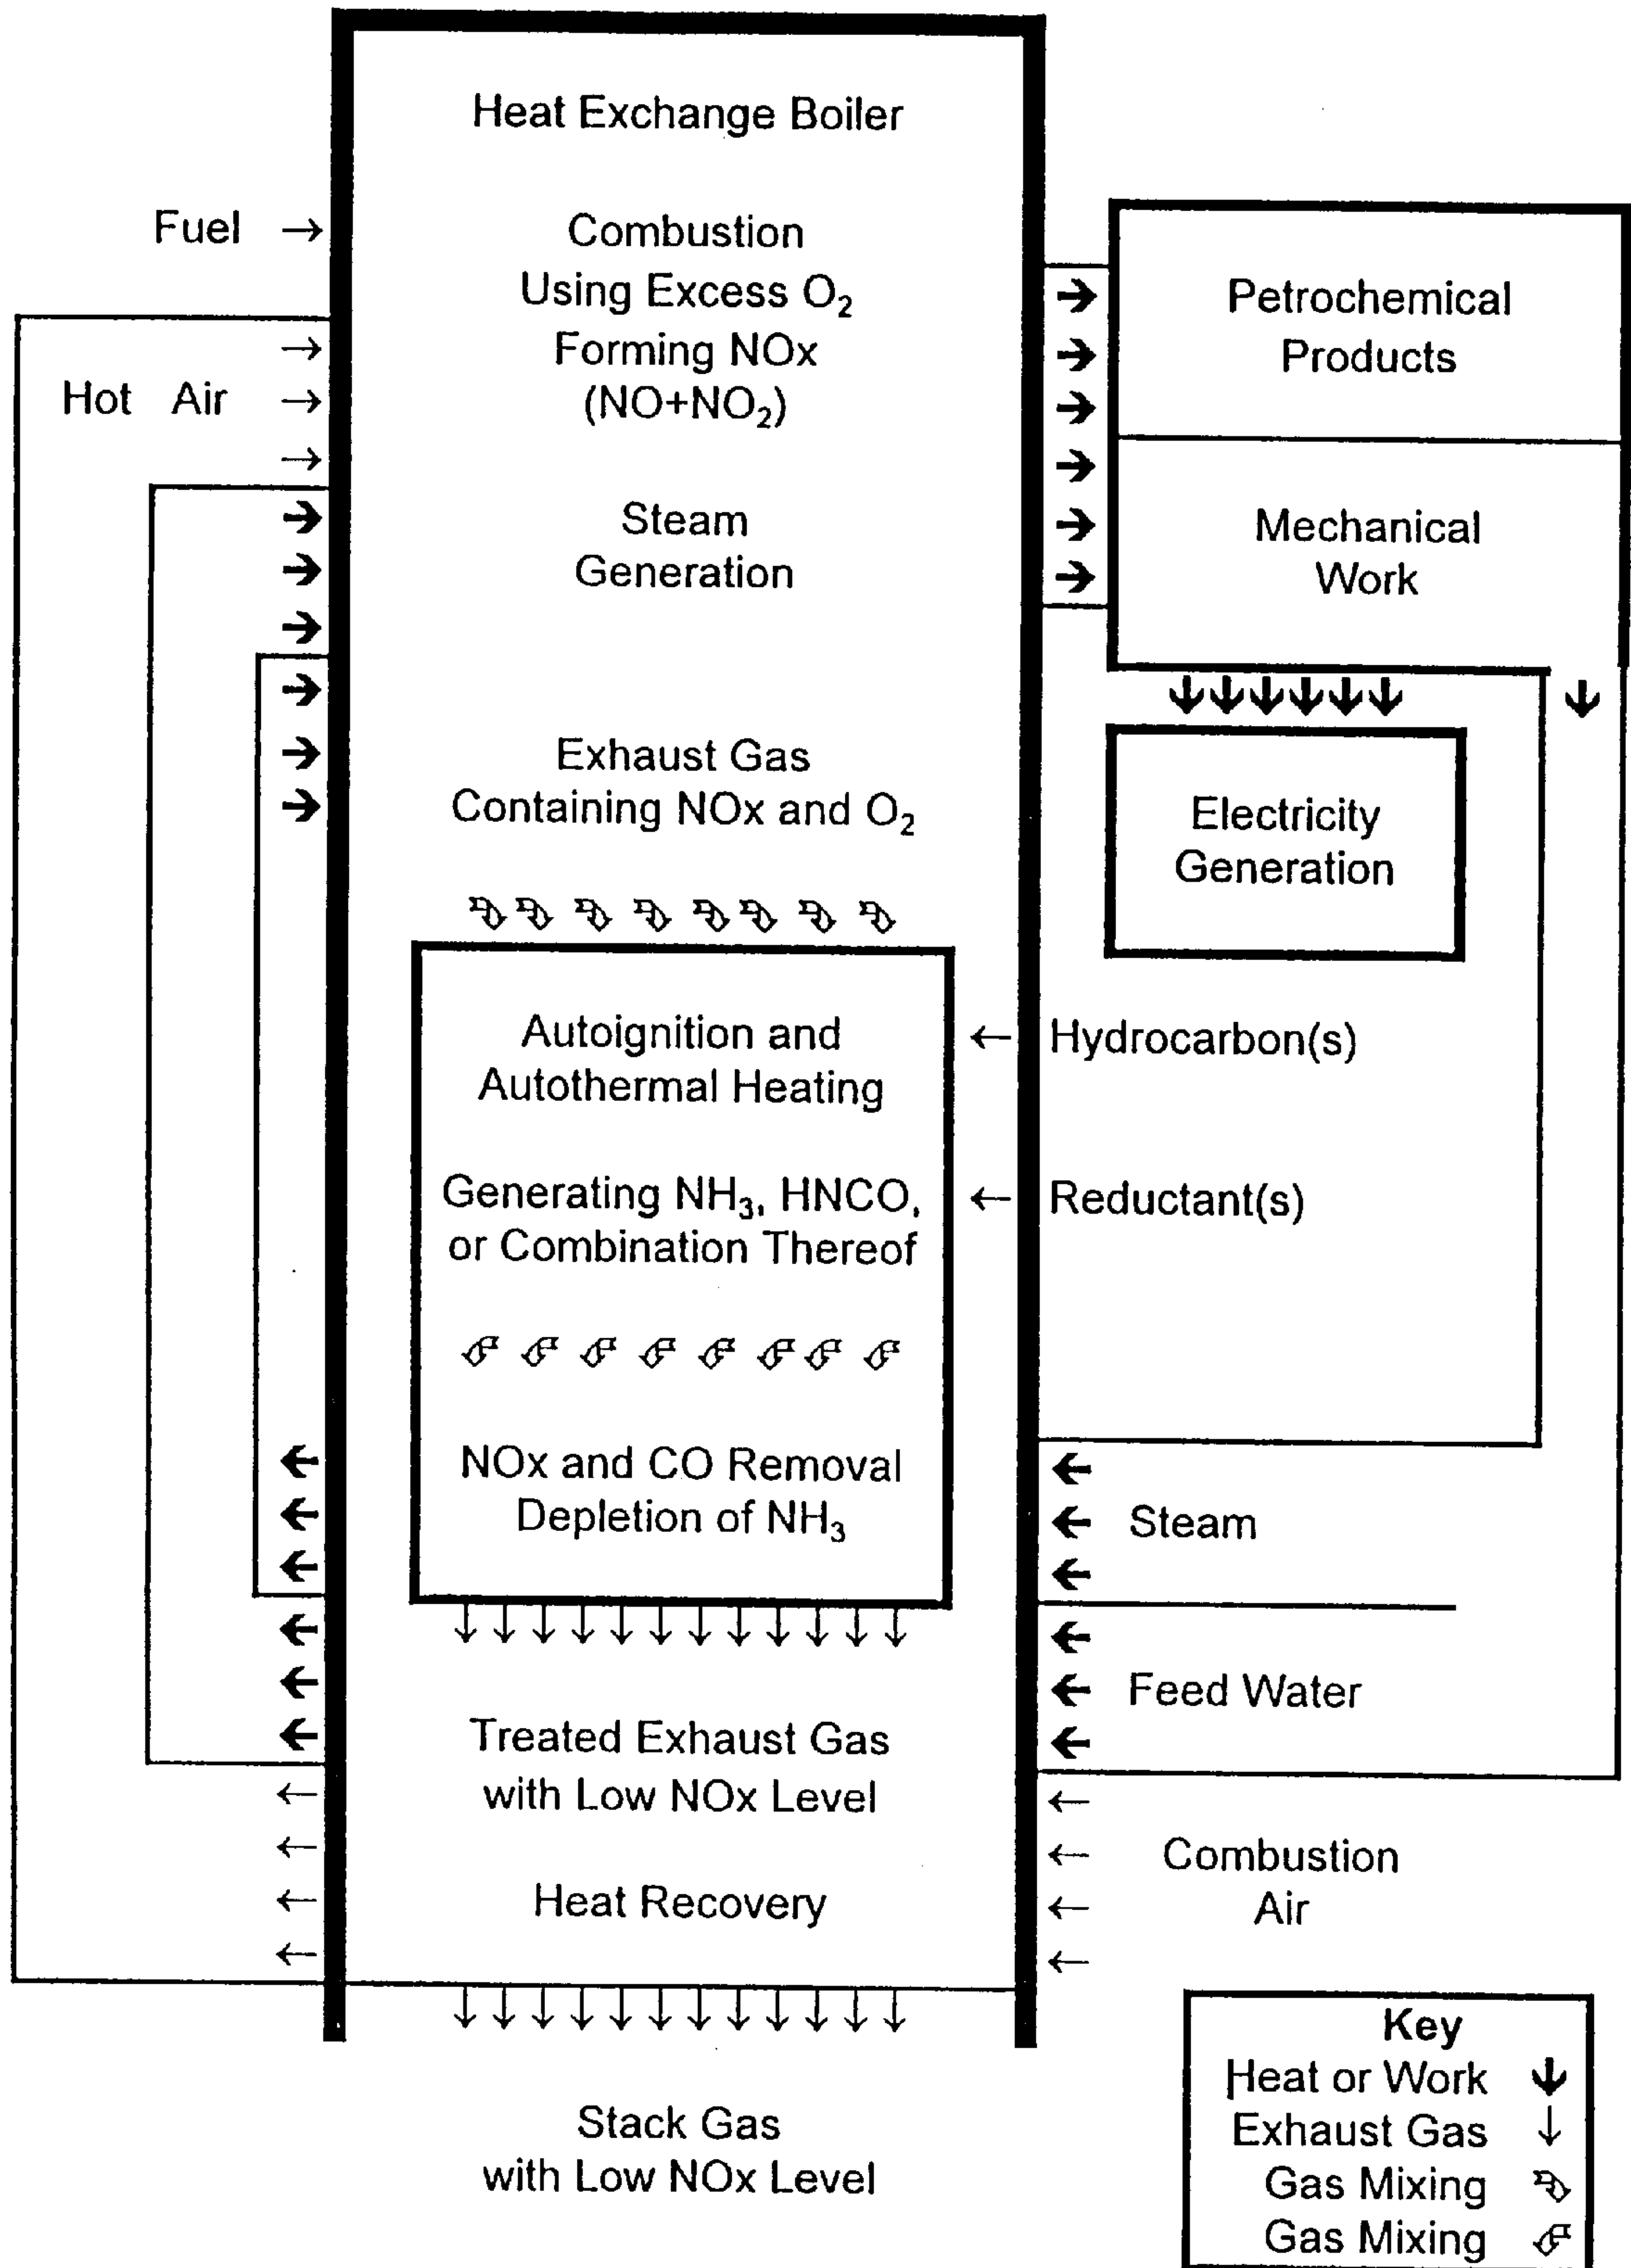 Heat Exchange Boiler
Fuel →
Combustion
Using Excess O₂
Forming NOx
(NO+NO₂)
Hot Air →
Steam
Generation
Petrochemical
Products
Mechanical
Work
Exhaust Gas
Containing NOx and O₂
Electricity
Generation
Autoignition and
Autothermal Heating
← Hydrocarbon(s)
Generating NH₃, HNCO,
or Combination Thereof
← Reductant(s)
NOx and CO Removal
Depletion of NH₃
Steam
Feed Water
Treated Exhaust Gas
with Low NOx Level
Heat Recovery
Combustion
Air
Stack Gas
with Low NOx Level
Key
Heat or Work
Exhaust Gas
Gas Mixing
Gas Mixing